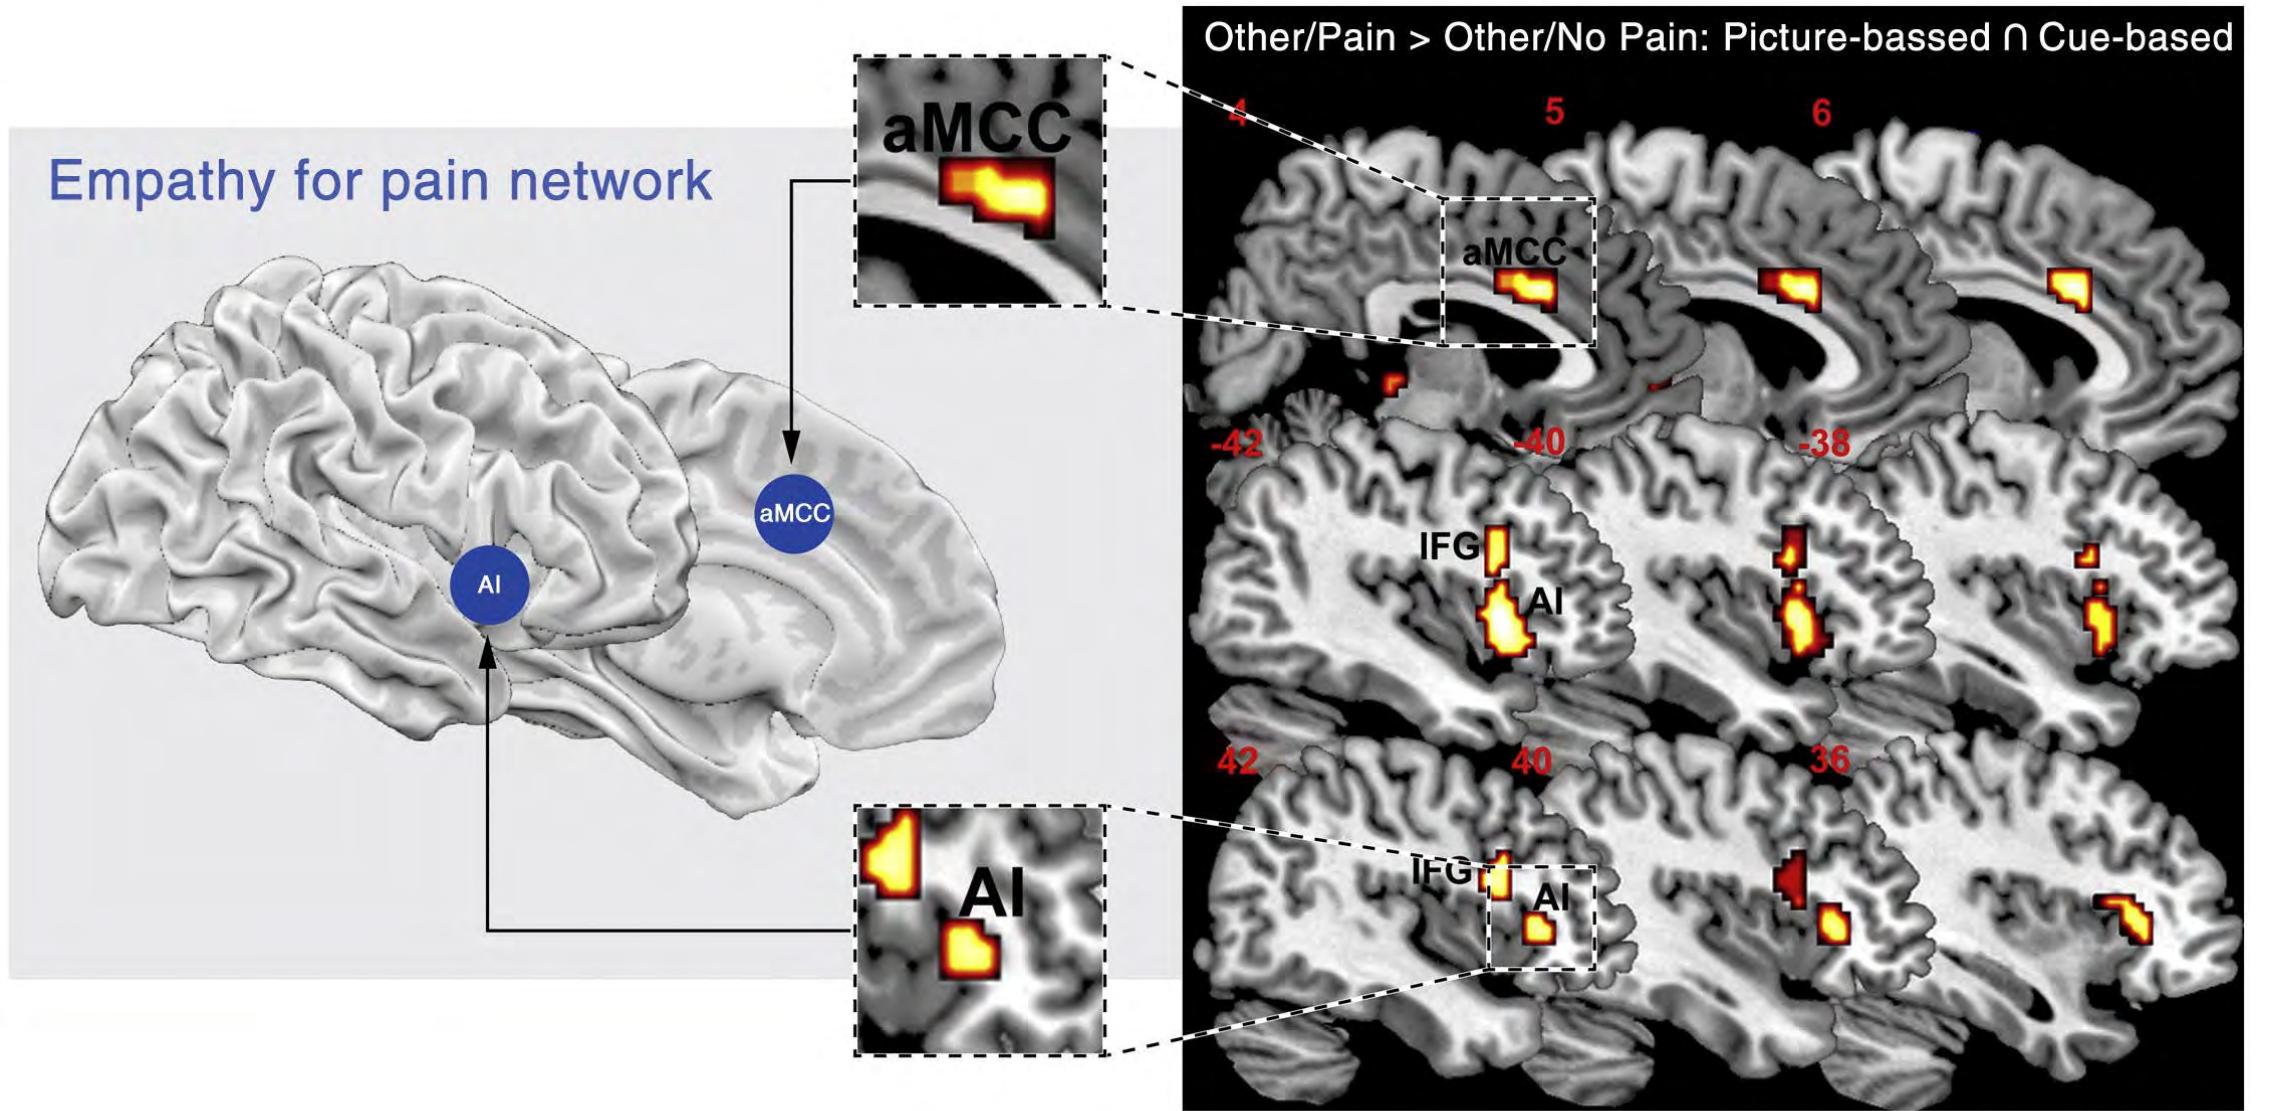 Other/Pain > Other/No Pain: Picture-bassed ∩ Cue-based
Empathy for pain network
aMCC
aMCC
AI
AI
4
5
6
aMCC
-42
-40
-38
IFG
AI
42
40
36
IFG
AI